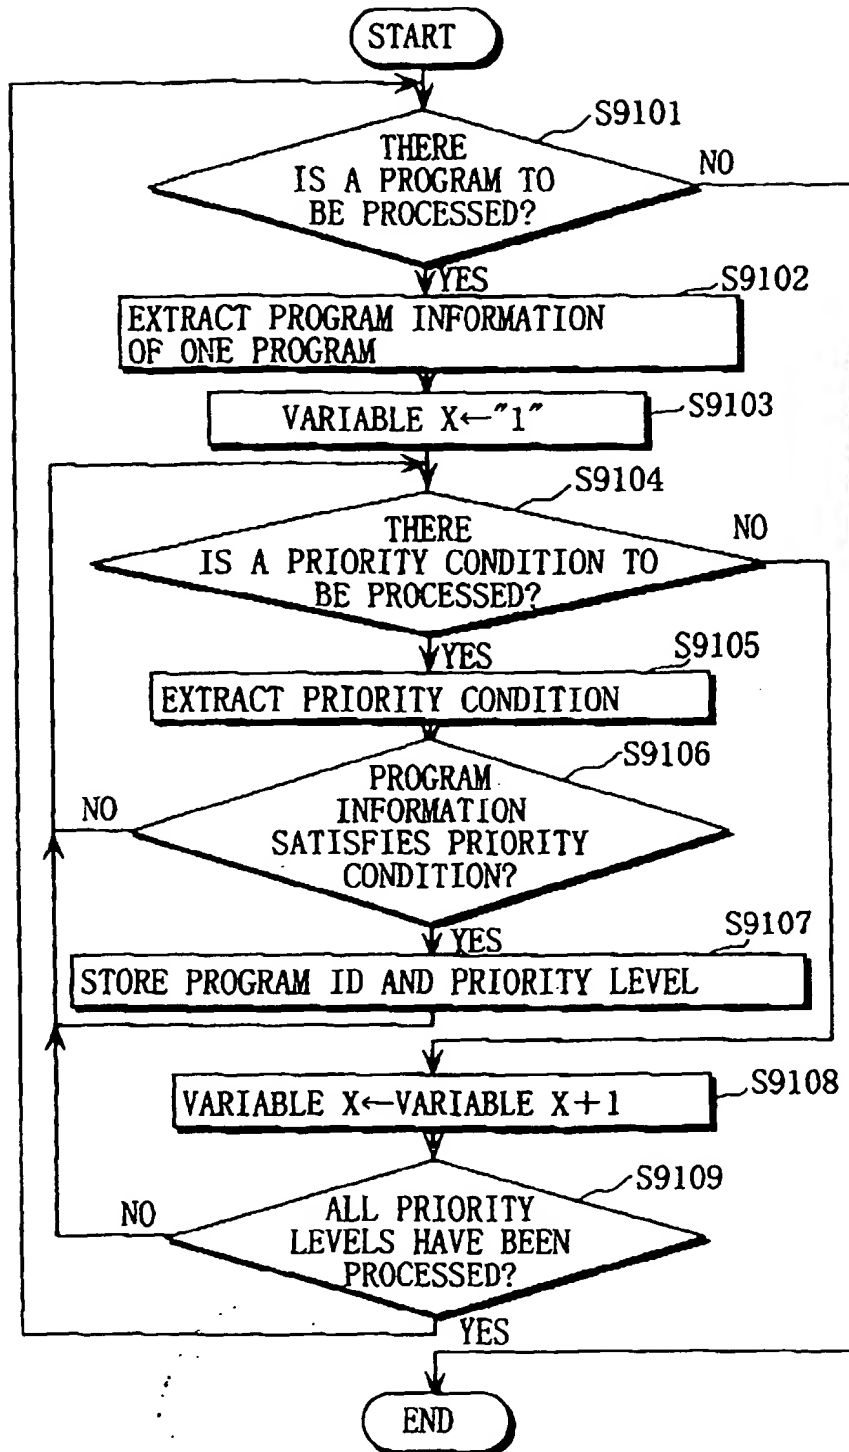 START
S9101
THERE
IS A PROGRAM TO
BE PROCESSED?
NO
YES
S9102
EXTRACT PROGRAM INFORMATION
OF ONE PROGRAM
VARIABLE X←"1"
S9103
S9104
THERE
IS A PRIORITY CONDITION TO
BE PROCESSED?
NO
YES
S9105
EXTRACT PRIORITY CONDITION
S9106
PROGRAM
INFORMATION
SATISFIES PRIORITY
CONDITION?
NO
YES
S9107
STORE PROGRAM ID AND PRIORITY LEVEL
VARIABLE X←VARIABLE X+1
S9108
S9109
ALL PRIORITY
LEVELS HAVE BEEN
PROCESSED?
NO
YES
END